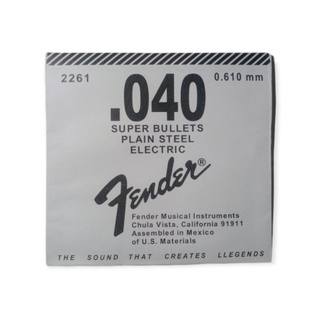 2261 0.610 mm
.040
SUPER BULLETS
PLAIN STEEL
ELECTRIC
Fender®
Fender Musical Instruments
Chula Vista, California 91911
Assembled in Mexico
of U.S. Materials
THE SOUND THAT CREATES LLEGENDS